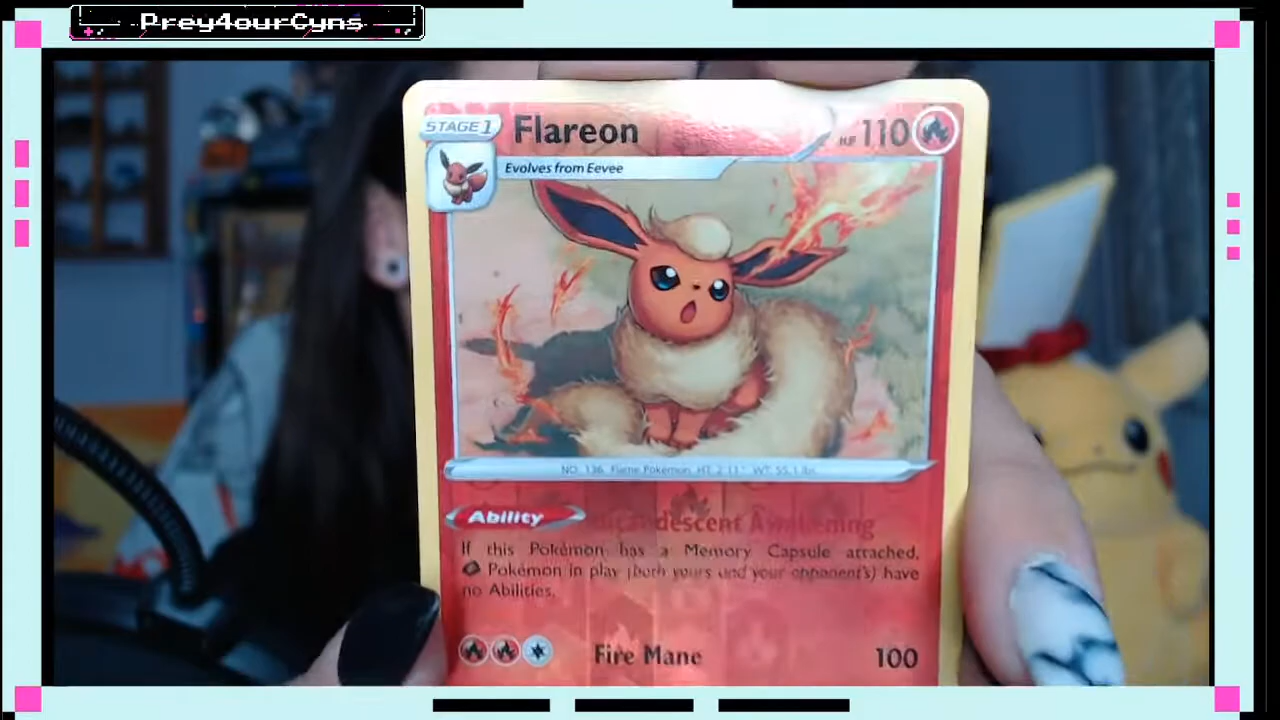 Prey4ourCyns
STAGE 1
Flareon
HP 110
Evolves from Eevee
NO. 136 Flame Pokémon HT: 2'11" WT: 55.1 lbs.
Ability
Incandescent Awakening
If this Pokémon has a Memory Capsule attached,
Pokémon in play (both yours and your opponent's) have
no Abilities.
Fire Mane 100